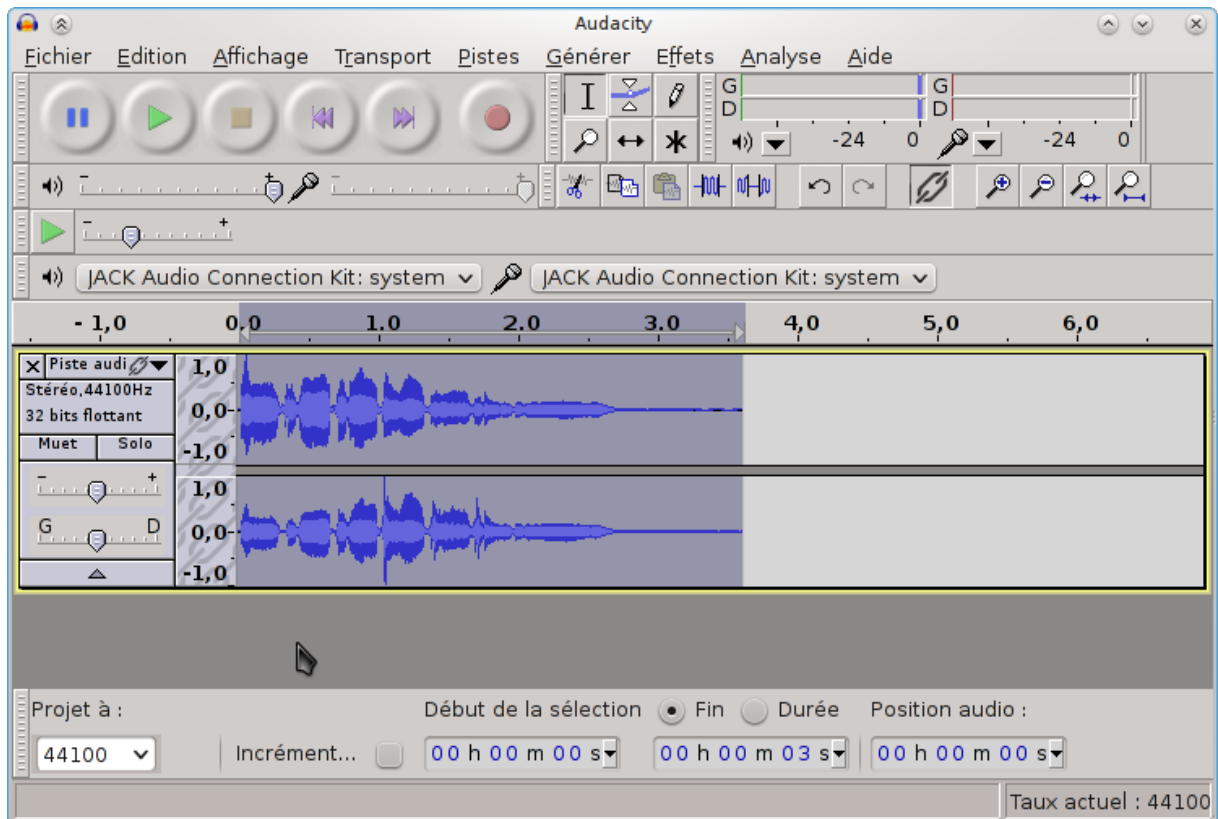 Audacity
Fichier Edition Affichage Transport Pistes Générer Effets Analyse Aide
G G
D D
-24 0 -24 0
- + -
- +
JACK Audio Connection Kit: system JACK Audio Connection Kit: system
- 1,0 0,0 1.0 2.0 3.0 4,0 5,0 6,0
X Piste audi 1,0
Stéréo,44100Hz
32 bits flottant 0,0-
Muet Solo -1,0
- + 1,0
G D 0,0-
-1,0
Projet à : Début de la sélection Fin Durée Position audio :
44100 Incrément... 00 h 00 m 00 s 00 h 00 m 03 s 00 h 00 m 00 s
Taux actuel : 44100